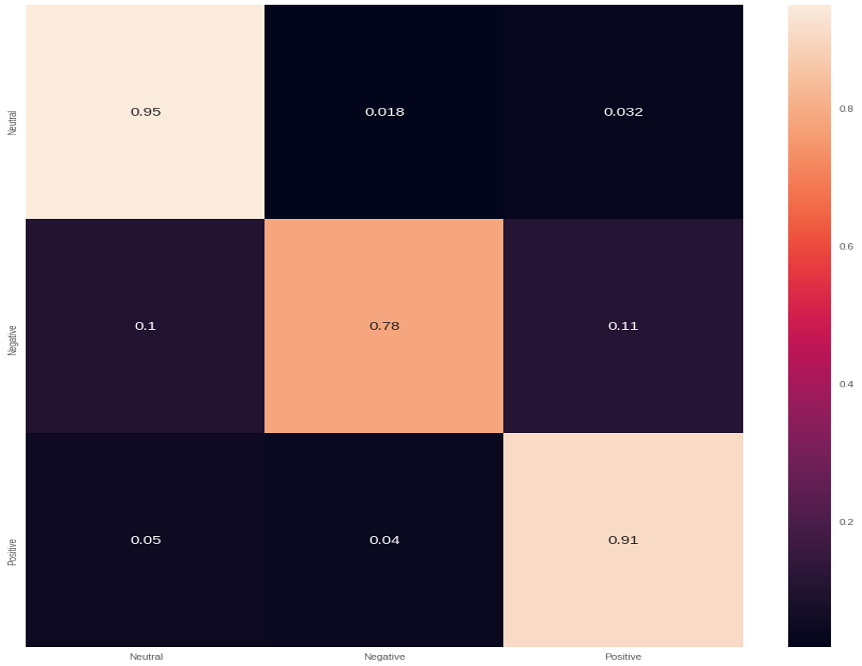 Neutral 0.95 0.018 0.032
Negative 0.1 0.78 0.11
Positive 0.05 0.04 0.91
Neutral Negative Positive
0.8
0.6
0.4
0.2